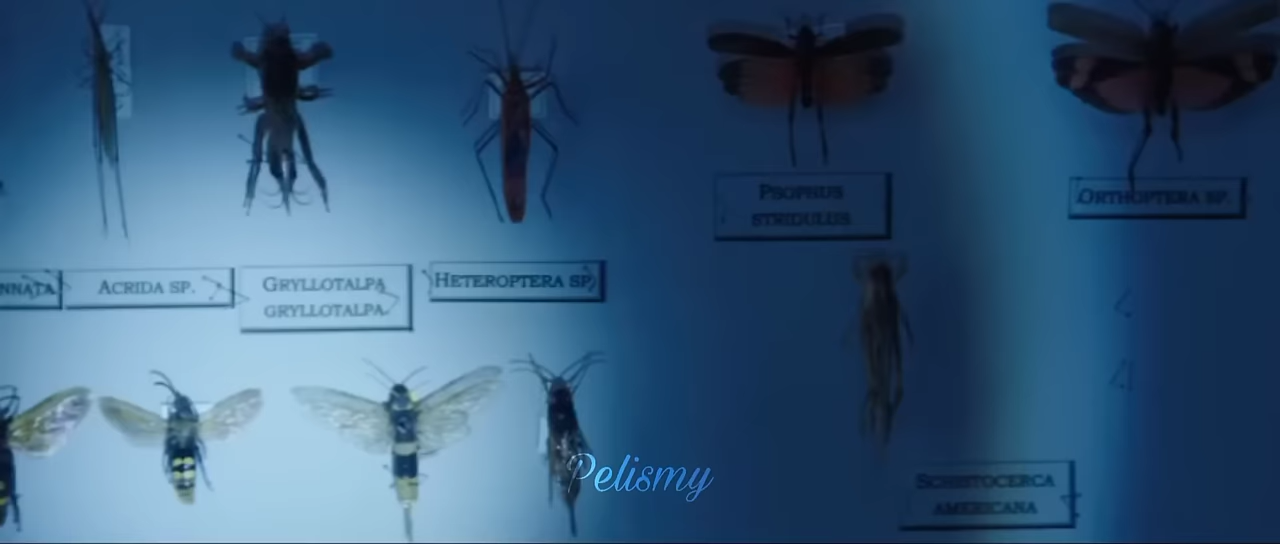 PSOPHUS
STRIDULUS
ORTHOPTERA SP.
NNATA
ACRIDA SP.
GRYLLOTALPA
GRYLLOTALPA
HETEROPTERA SP.
SCHISTOCERCA
AMERICANA
Pelismy